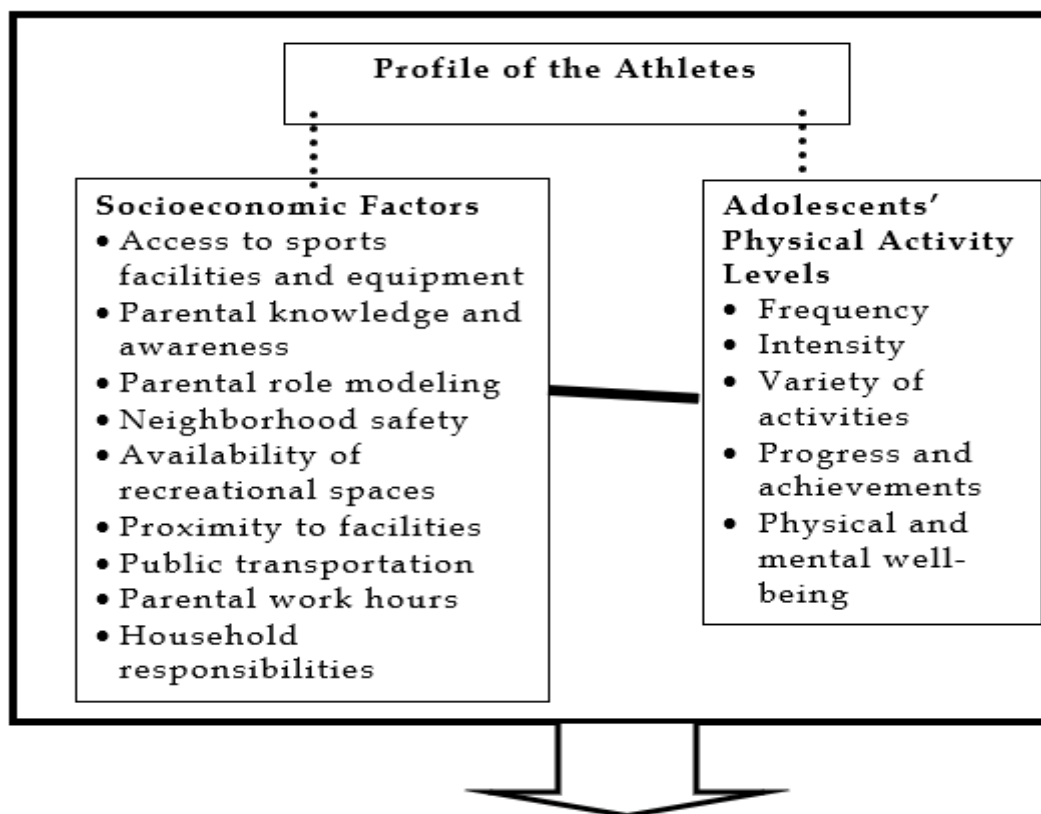 Profile of the Athletes
Socioeconomic Factors
• Access to sports
facilities and equipment
• Parental knowledge and
awareness
• Parental role modeling
• Neighborhood safety
• Availability of
recreational spaces
• Proximity to facilities
• Public transportation
• Parental work hours
• Household
responsibilities
Adolescents’
Physical Activity
Levels
• Frequency
• Intensity
• Variety of
activities
• Progress and
achievements
• Physical and
mental well-
being